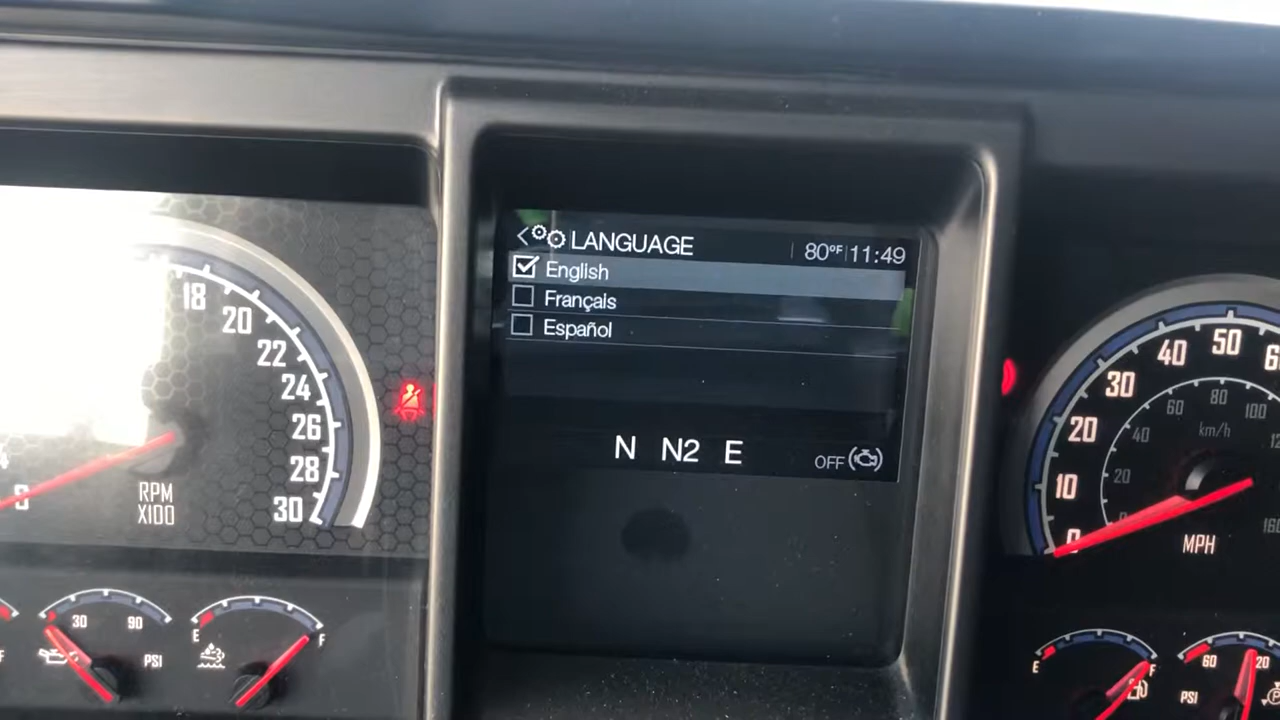 LANGUAGE
80°F 11:49
English
Français
Español
N N2 E
OFF
18
20
22
24
26
28
30
RPM
X100
30 90
PSI
E F
0
10
20
30
40
50
20
40
60
80
100
km/h
MPH
E F
60
PSI